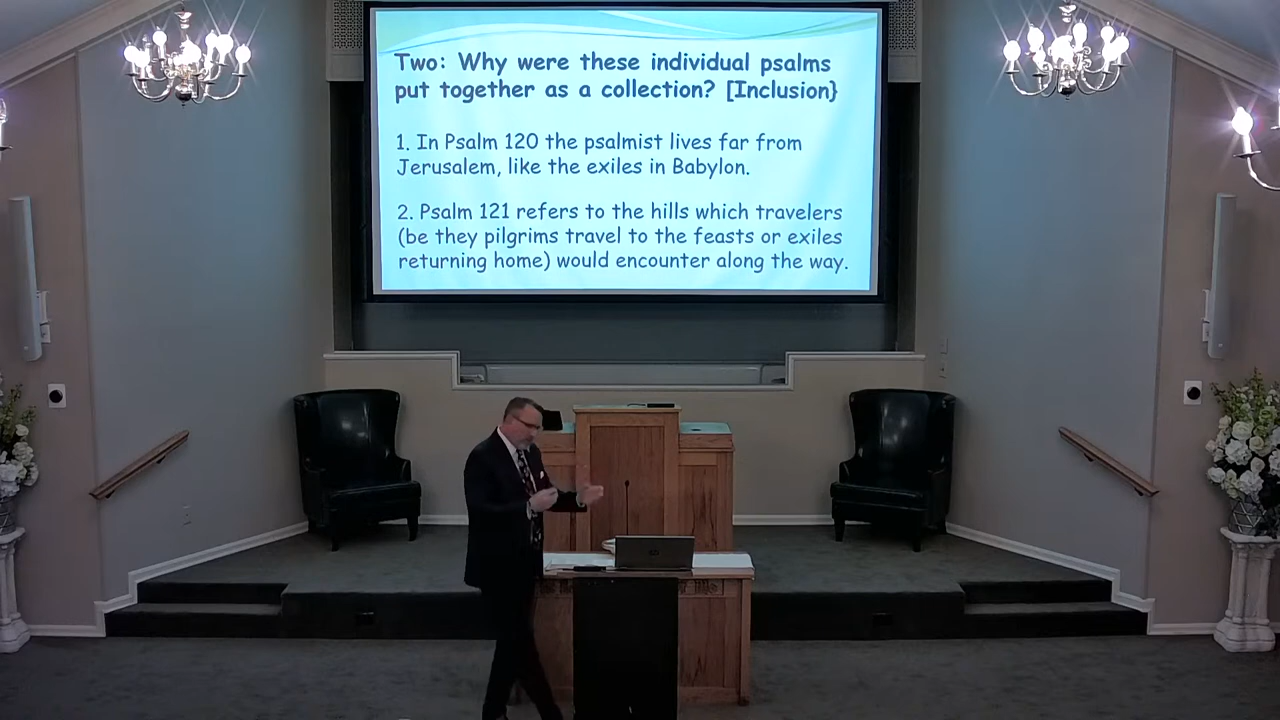 Two: Why were these individual psalms
put together as a collection? [Inclusion}
1. In Psalm 120 the psalmist lives far from
Jerusalem, like the exiles in Babylon.
2. Psalm 121 refers to the hills which travelers
(be they pilgrims travel to the feasts or exiles
returning home) would encounter along the way.